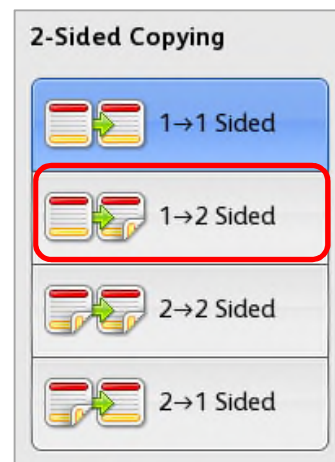 2-Sided Copying
1→1 Sided
1→2 Sided
2→2 Sided
2→1 Sided